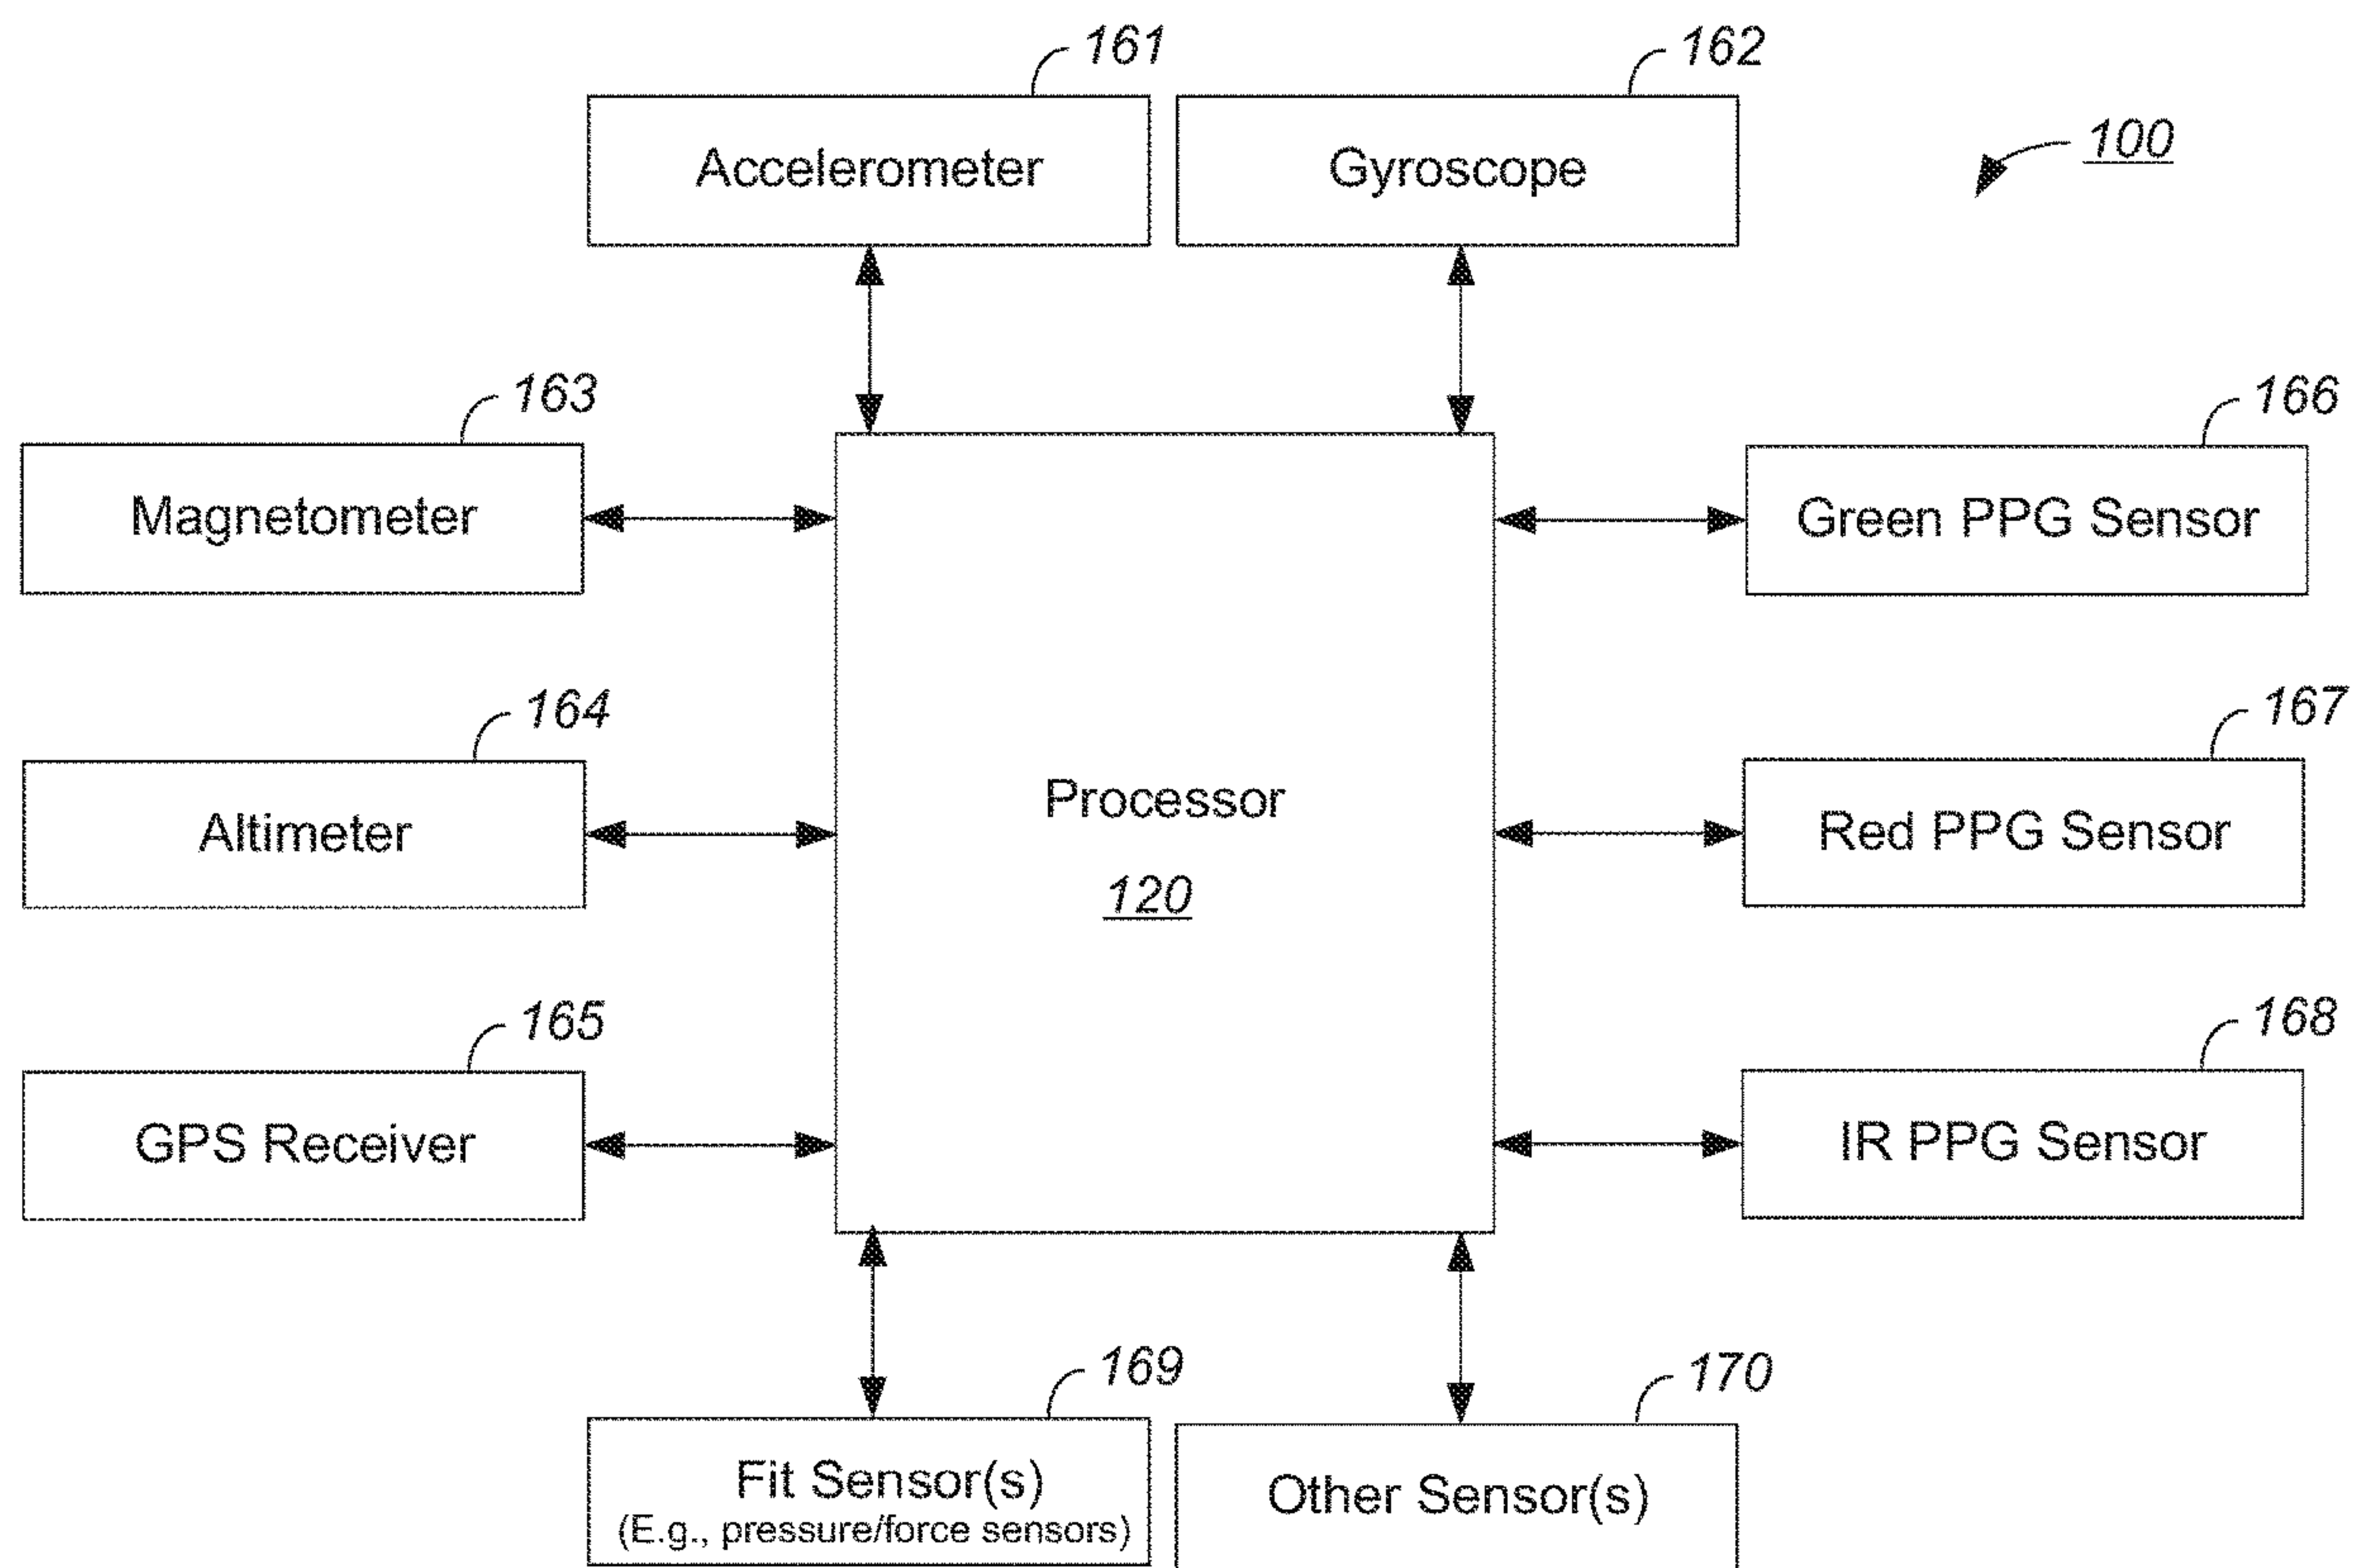 161
Accelerometer
162
Gyroscope
100
163
Magnetometer
166
Green PPG Sensor
164
Altimeter
Processor
120
167
Red PPG Sensor
165
GPS Receiver
168
IR PPG Sensor
169
Fit Sensor(s)
(E.g., pressure/force sensors)
170
Other Sensor(s)